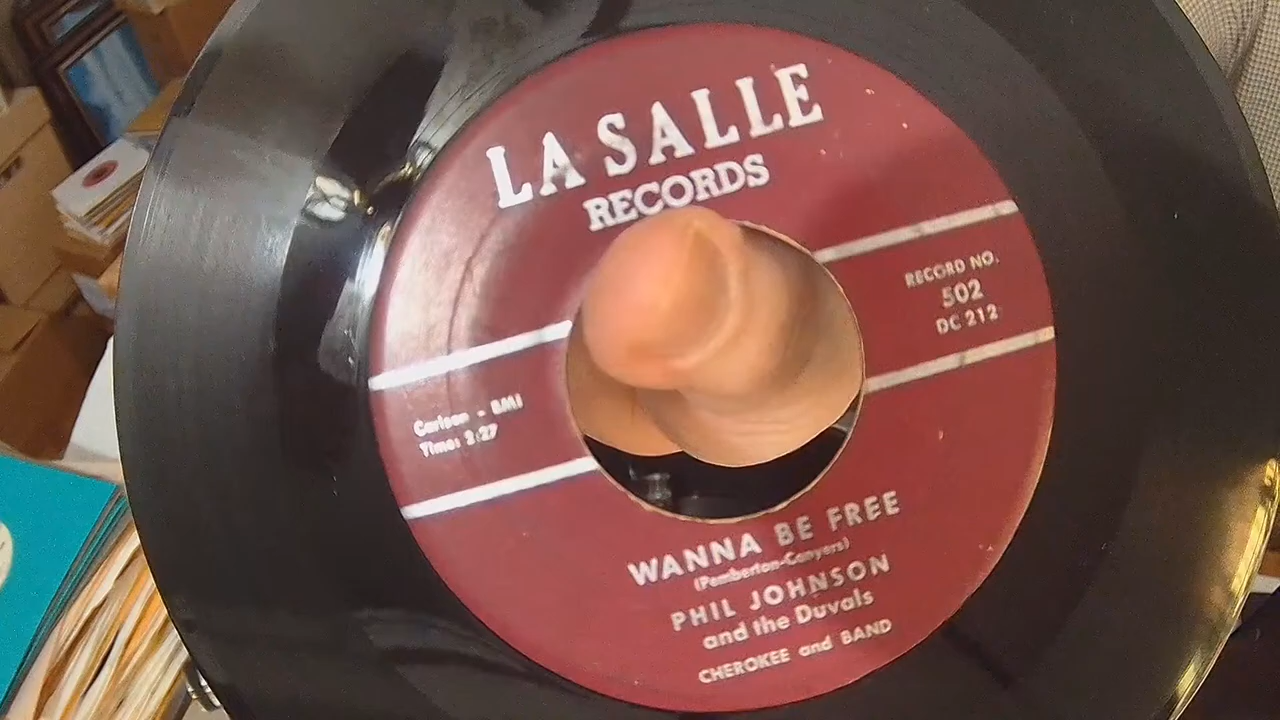 LA SALLE
RECORDS
RECORD NO.
502
DC 212
Carlson - BMI
Time: 2:27
WANNA BE FREE
(Pemberton-Conyers)
PHIL JOHNSON
and the Duvals
CHEROKEE and BAND